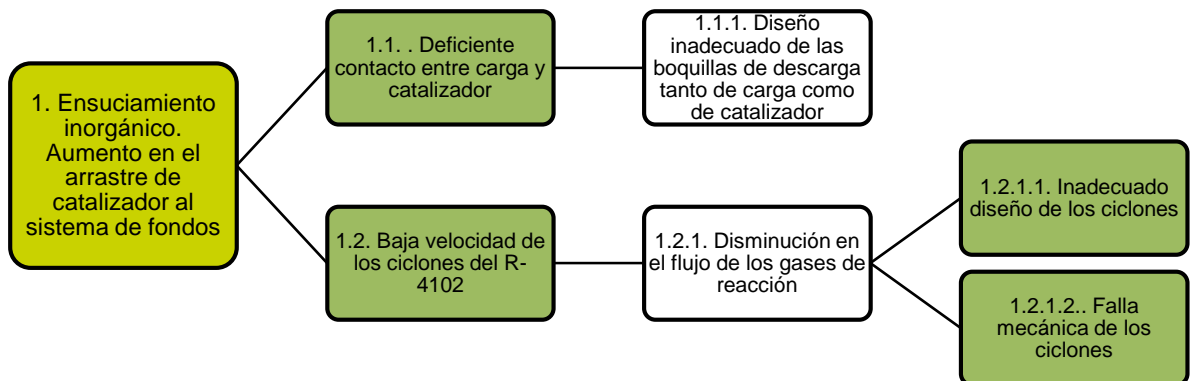 1. Ensuciamiento
inorgánico.
Aumento en el
arrastre de
catalizador al
sistema de fondos
1.1. . Deficiente
contacto entre carga y
catalizador
1.1.1. Diseño
inadecuado de las
boquillas de descarga
tanto de carga como
de catalizador
1.2. Baja velocidad de
los ciclones del R-
4102
1.2.1. Disminución en
el flujo de los gases de
reacción
1.2.1.1. Inadecuado
diseño de los ciclones
1.2.1.2.. Falla
mecánica de los
ciclones